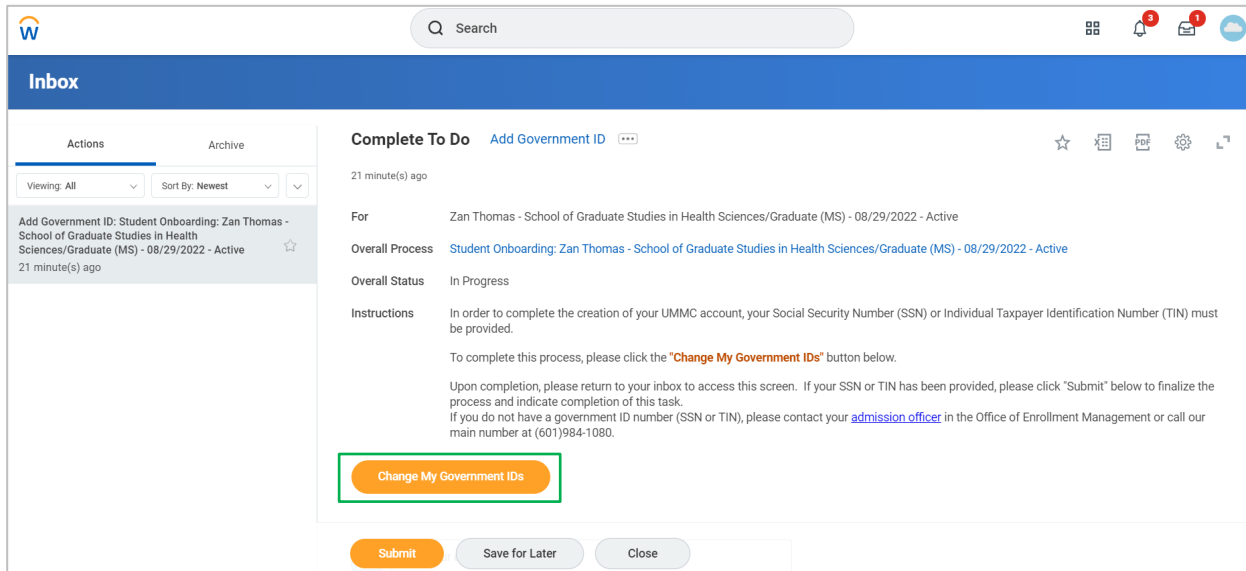 W
Search
3
1
Inbox
Actions
Archive
Viewing: All
Sort By: Newest
Add Government ID: Student Onboarding: Zan Thomas -
School of Graduate Studies in Health
Sciences/Graduate (MS) - 08/29/2022 - Active
21 minute(s) ago
Complete To Do Add Government ID
PDF
21 minute(s) ago
For Zan Thomas - School of Graduate Studies in Health Sciences/Graduate (MS) - 08/29/2022 - Active
Overall Process Student Onboarding: Zan Thomas - School of Graduate Studies in Health Sciences/Graduate (MS) - 08/29/2022 - Active
Overall Status In Progress
Instructions In order to complete the creation of your UMMC account, your Social Security Number (SSN) or Individual Taxpayer Identification Number (TIN) must
be provided.
To complete this process, please click the "Change My Government IDs" button below.
Upon completion, please return to your inbox to access this screen. If your SSN or TIN has been provided, please click "Submit" below to finalize the
process and indicate completion of this task.
If you do not have a government ID number (SSN or TIN), please contact your admission officer in the Office of Enrollment Management or call our
main number at (601)984-1080.
Change My Government IDs
Submit
Save for Later
Close